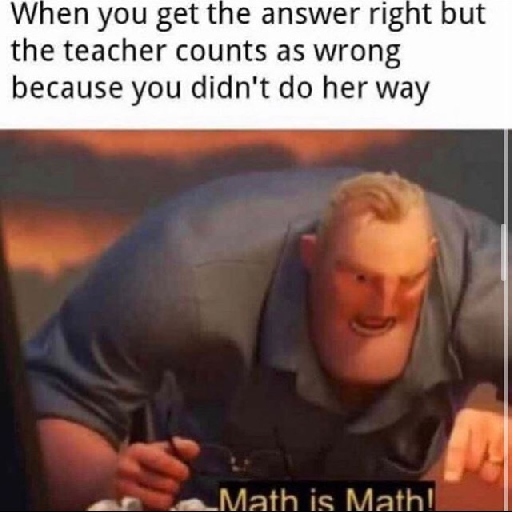 When you get the answer right but
the teacher counts as wrong
because you didn't do her way
Math is Math!